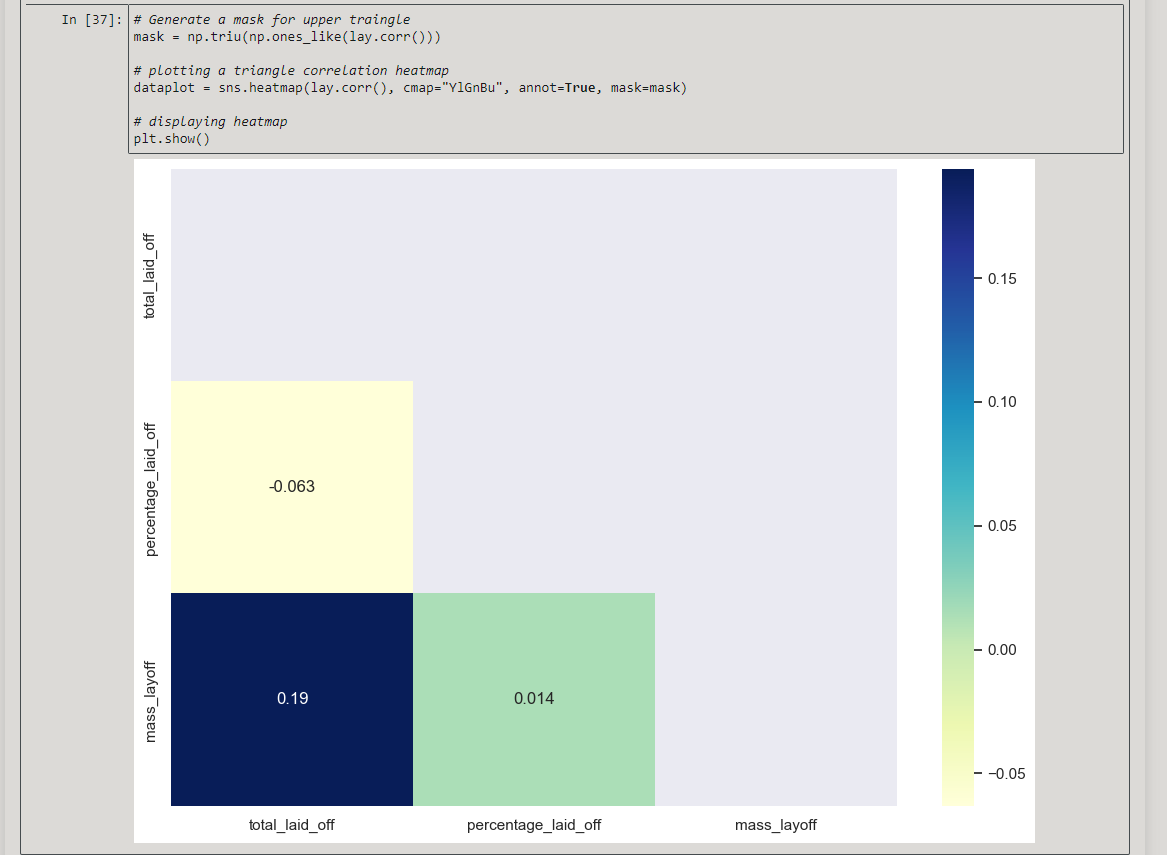 In [37]:
# Generate a mask for upper traingle
mask = np.triu(np.ones_like(lay.corr()))
# plotting a triangle correlation heatmap
dataplot = sns.heatmap(lay.corr(), cmap="YlGnBu", annot=True, mask=mask)
# displaying heatmap
plt.show()
total_laid_off
percentage_laid_off
mass_layoff
-0.063
0.19
0.014
total_laid_off
percentage_laid_off
mass_layoff
0.15
0.10
0.05
0.00
−0.05